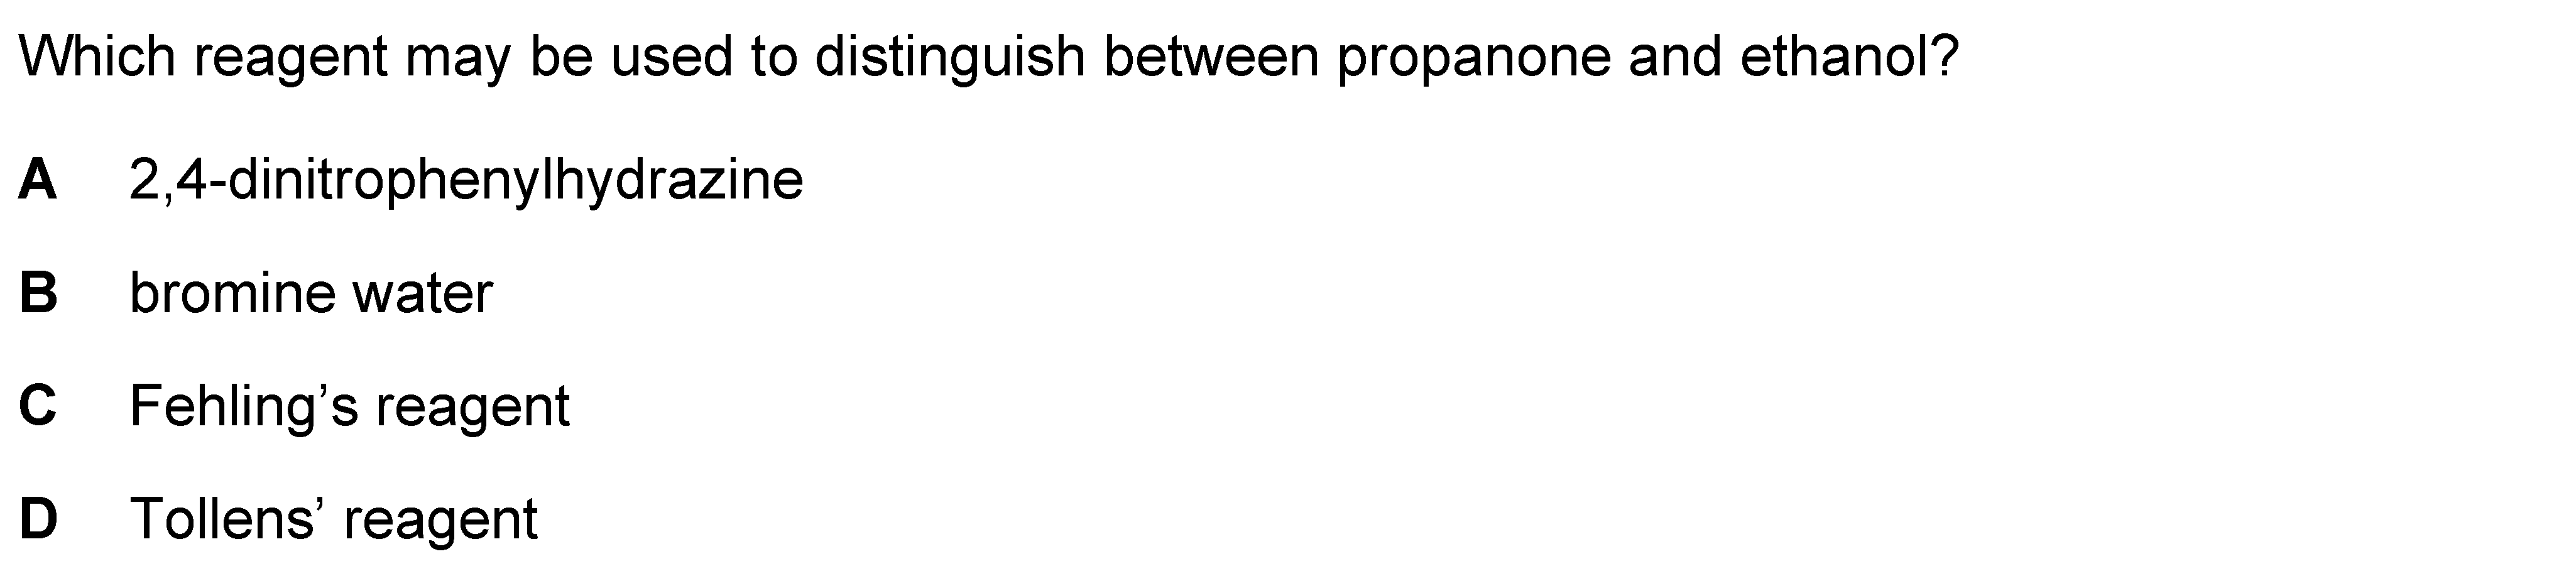 Which reagent may be used to distinguish between propanone and ethanol?
A 2,4-dinitrophenylhydrazine
B bromine water
C Fehling’s reagent
D Tollens’ reagent